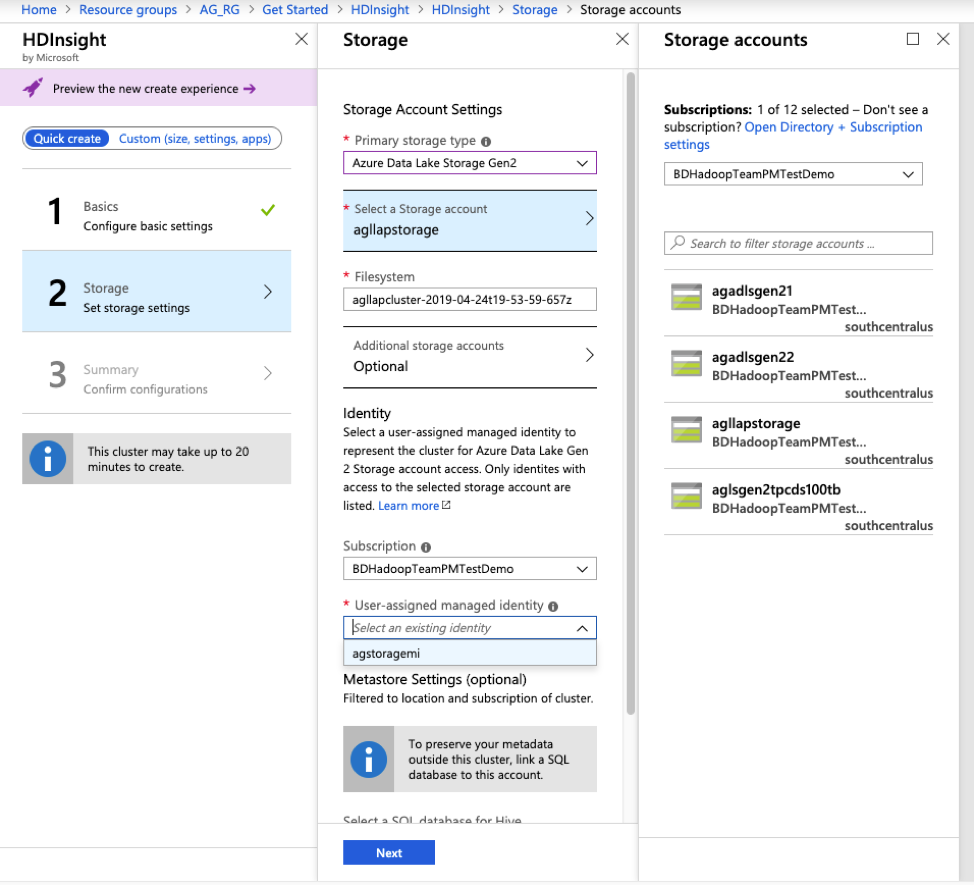 Home > Resource groups > AG_RG > Get Started > HDInsight > HDInsight > Storage > Storage accounts
HDInsight
by Microsoft
Preview the new create experience →
Quick create
Custom (size, settings, apps)
1
Basics
Configure basic settings
2
Storage
Set storage settings
3
Summary
Confirm configurations
This cluster may take up to 20
minutes to create.
Storage
Storage Account Settings
* Primary storage type
Azure Data Lake Storage Gen2
* Select a Storage account
agllapstorage
* Filesystem
agllapcluster-2019-04-24t19-53-59-657z
Additional storage accounts
Optional
Identity
Select a user-assigned managed identity to
represent the cluster for Azure Data Lake Gen
2 Storage account access. Only identites with
access to the selected storage account are
listed. Learn more
Subscription
BDHadoopTeamPMTestDemo
* User-assigned managed identity
Select an existing identity
agstoragemi
Metastore Settings (optional)
Filtered to location and subscription of cluster.
To preserve your metadata
outside this cluster, link a SQL
database to this account.
Select a SQL database for Hive
Next
Storage accounts
Subscriptions: 1 of 12 selected – Don't see a
subscription? Open Directory + Subscription
settings
BDHadoopTeamPMTestDemo
Search to filter storage accounts ...
agadlsgen21
BDHadoopTeamPMTest...
southcentralus
agadlsgen22
BDHadoopTeamPMTest...
southcentralus
agllapstorage
BDHadoopTeamPMTest...
southcentralus
aglsgen2tpcds100tb
BDHadoopTeamPMTest...
southcentralus